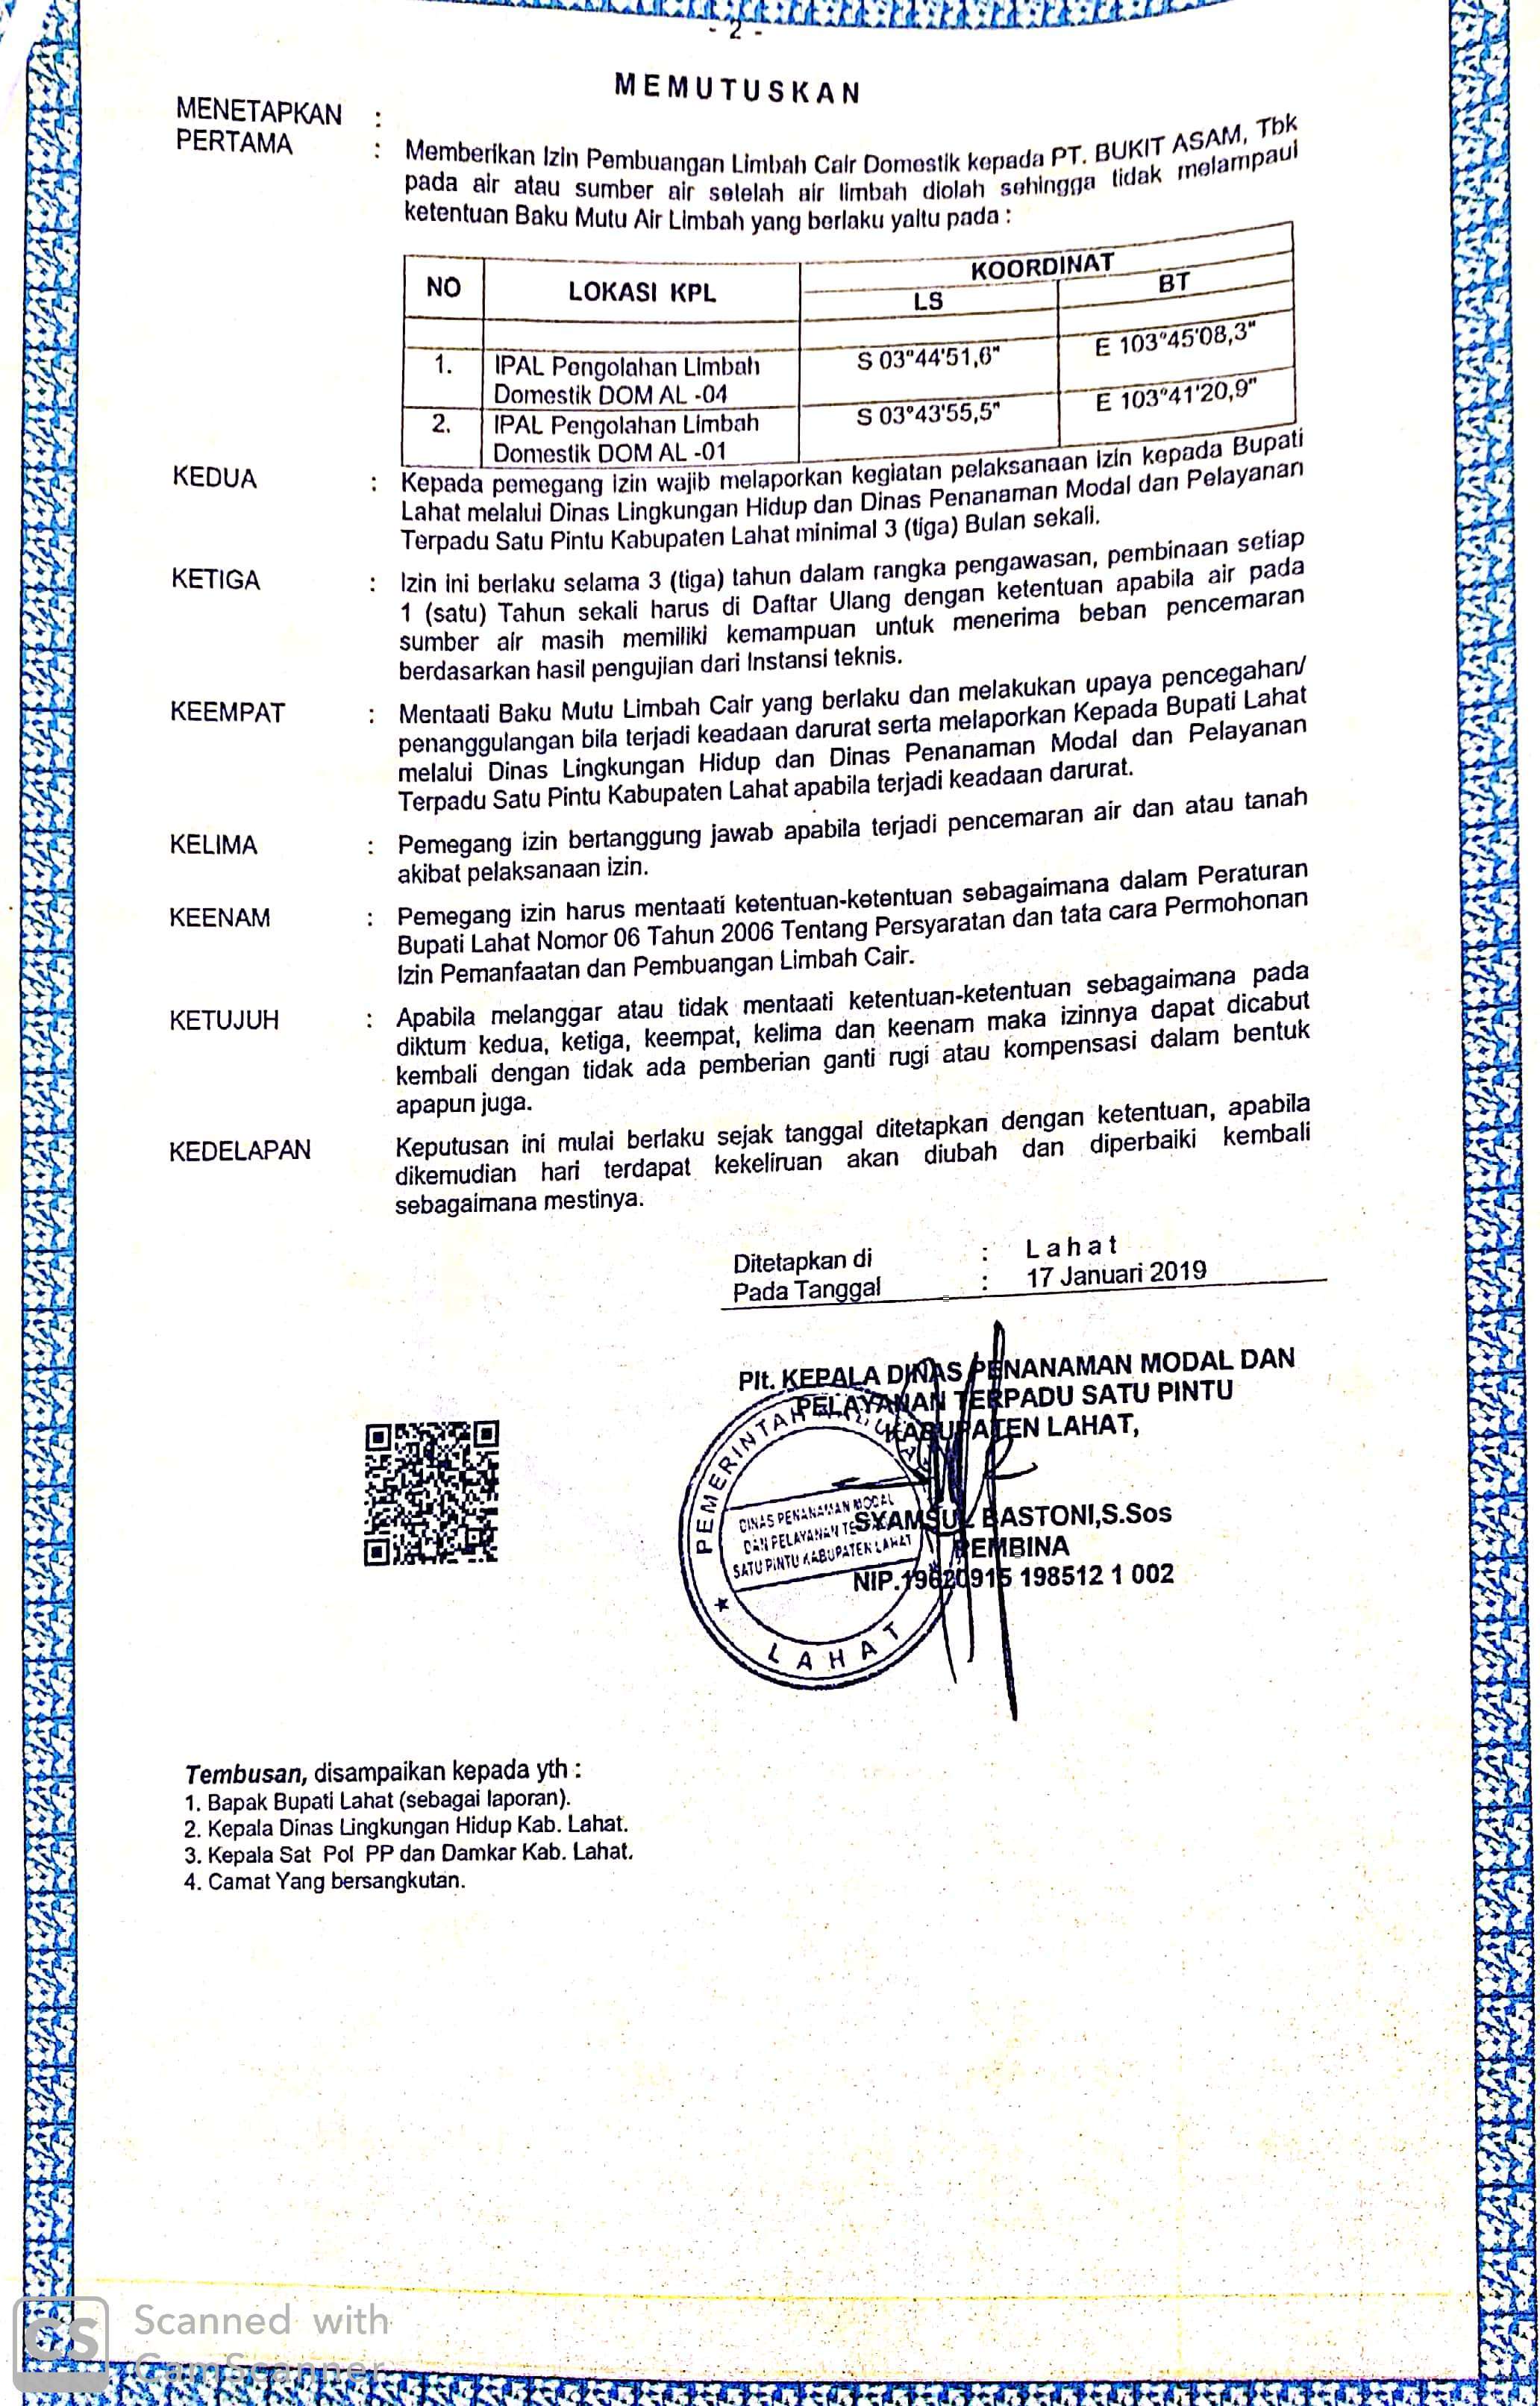 - 2 -
MEMUTUSKAN
MENETAPKAN :
PERTAMA : Memberikan Izin Pembuangan Limbah Cair Domestik kepada PT. BUKIT ASAM, Tbk
pada air atau sumber air setelah air limbah diolah sehingga tidak melampaui
ketentuan Baku Mutu Air Limbah yang berlaku yaitu pada :
NO LOKASI KPL KOORDINAT
LS BT
1. IPAL Pengolahan Limbah S 03°44'51,6" E 103°45'08,3"
Domestik DOM AL -04
2. IPAL Pengolahan Limbah S 03°43'55,5" E 103°41'20,9"
Domestik DOM AL -01
KEDUA : Kepada pemegang izin wajib melaporkan kegiatan pelaksanaan izin kepada Bupati
Lahat melalui Dinas Lingkungan Hidup dan Dinas Penanaman Modal dan Pelayanan
Terpadu Satu Pintu Kabupaten Lahat minimal 3 (tiga) Bulan sekali.
KETIGA : Izin ini berlaku selama 3 (tiga) tahun dalam rangka pengawasan, pembinaan setiap
1 (satu) Tahun sekali harus di Daftar Ulang dengan ketentuan apabila air pada
sumber air masih memiliki kemampuan untuk menerima beban pencemaran
berdasarkan hasil pengujian dari Instansi teknis.
KEEMPAT : Mentaati Baku Mutu Limbah Cair yang berlaku dan melakukan upaya pencegahan/
penanggulangan bila terjadi keadaan darurat serta melaporkan Kepada Bupati Lahat
melalui Dinas Lingkungan Hidup dan Dinas Penanaman Modal dan Pelayanan
Terpadu Satu Pintu Kabupaten Lahat apabila terjadi keadaan darurat.
KELIMA : Pemegang izin bertanggung jawab apabila terjadi pencemaran air dan atau tanah
akibat pelaksanaan izin.
KEENAM : Pemegang izin harus mentaati ketentuan-ketentuan sebagaimana dalam Peraturan
Bupati Lahat Nomor 06 Tahun 2006 Tentang Persyaratan dan tata cara Permohonan
Izin Pemanfaatan dan Pembuangan Limbah Cair.
KETUJUH : Apabila melanggar atau tidak mentaati ketentuan-ketentuan sebagaimana pada
diktum kedua, ketiga, keempat, kelima dan keenam maka izinnya dapat dicabut
kembali dengan tidak ada pemberian ganti rugi atau kompensasi dalam bentuk
apapun juga.
KEDELAPAN Keputusan ini mulai berlaku sejak tanggal ditetapkan dengan ketentuan, apabila
dikemudian hari terdapat kekeliruan akan diubah dan diperbaiki kembali
sebagaimana mestinya.
Ditetapkan di : Lahat
Pada Tanggal : 17 Januari 2019
Plt. KEPALA DINAS PENANAMAN MODAL DAN
PELAYANAN TERPADU SATU PINTU
KABUPATEN LAHAT,
PEMERINTAH KABUPATEN
DINAS PENANAMAN MODAL
DAN PELAYANAN TERPADU
SATU PINTU KABUPATEN LAHAT
LAHAT
SYAMSUL BASTONI,S.Sos
PEMBINA
NIP.19620915 198512 1 002
Tembusan, disampaikan kepada yth :
1. Bapak Bupati Lahat (sebagai laporan).
2. Kepala Dinas Lingkungan Hidup Kab. Lahat.
3. Kepala Sat Pol PP dan Damkar Kab. Lahat.
4. Camat Yang bersangkutan.
CS Scanned with
CamScanner